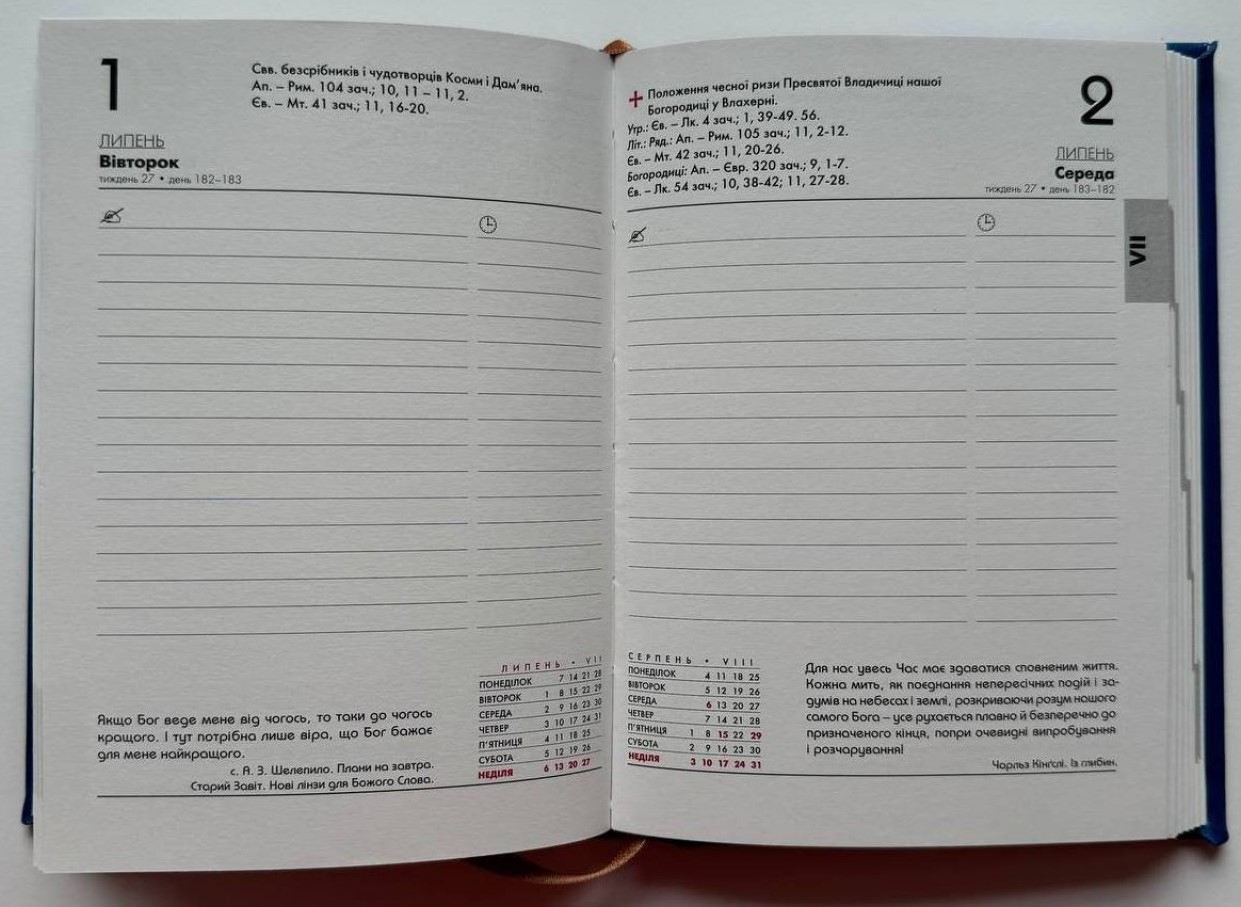 1
ЛИПЕНЬ
Вівторок
тиждень 27 • день 182–183
Свв. безсрібників і чудотворців Косми і Дам'яна.
Ап. – Рим. 104 зач.; 10, 11 – 11, 2.
Єв. – Мт. 41 зач.; 11, 16-20.
Якщо Бог веде мене від чогось, то таки до чогось
кращого. І тут потрібна лише віра, що Бог бажає
для мене найкращого.
с. А. З. Шелепило. Плани на завтра.
Старий Завіт. Нові лінзи для Божого Слова.
ЛИПЕНЬ • VII
ПОНЕДІЛОК 7 14 21 28
ВІВТОРОК 1 8 15 22 29
СЕРЕДА 2 9 16 23 30
ЧЕТВЕР 3 10 17 24 31
П'ЯТНИЦЯ 4 11 18 25
СУБОТА 5 12 19 26
НЕДІЛЯ 6 13 20 27
Положення чесної ризи Пресвятої Владичиці нашої
Богородиці у Влахерні.
Утр.: Єв. – Лк. 4 зач.; 1, 39-49. 56.
Літ.: Ряд.: Ап. – Рим. 105 зач.; 11, 2-12.
Єв. – Мт. 42 зач.; 11, 20-26.
Богородиці: Ап. – Євр. 320 зач.; 9, 1-7.
Єв. – Лк. 54 зач.; 10, 38-42; 11, 27-28.
2
ЛИПЕНЬ
Середа
тиждень 27 • день 183–182
VII
СЕРПЕНЬ • VIII
ПОНЕДІЛОК 4 11 18 25
ВІВТОРОК 5 12 19 26
СЕРЕДА 6 13 20 27
ЧЕТВЕР 7 14 21 28
П'ЯТНИЦЯ 1 8 15 22 29
СУБОТА 2 9 16 23 30
НЕДІЛЯ 3 10 17 24 31
Для нас увесь Час має здаватися сповненим життя.
Кожна мить, як поєднання непересічних подій і за-
думів на небесах і землі, розкриваючи розум нашого
самого Бога – усе рухається плавно й безперечно до
призначеного кінця, попри очевидні випробування
і розчарування!
Чарльз Кінґслі. Із глибин.